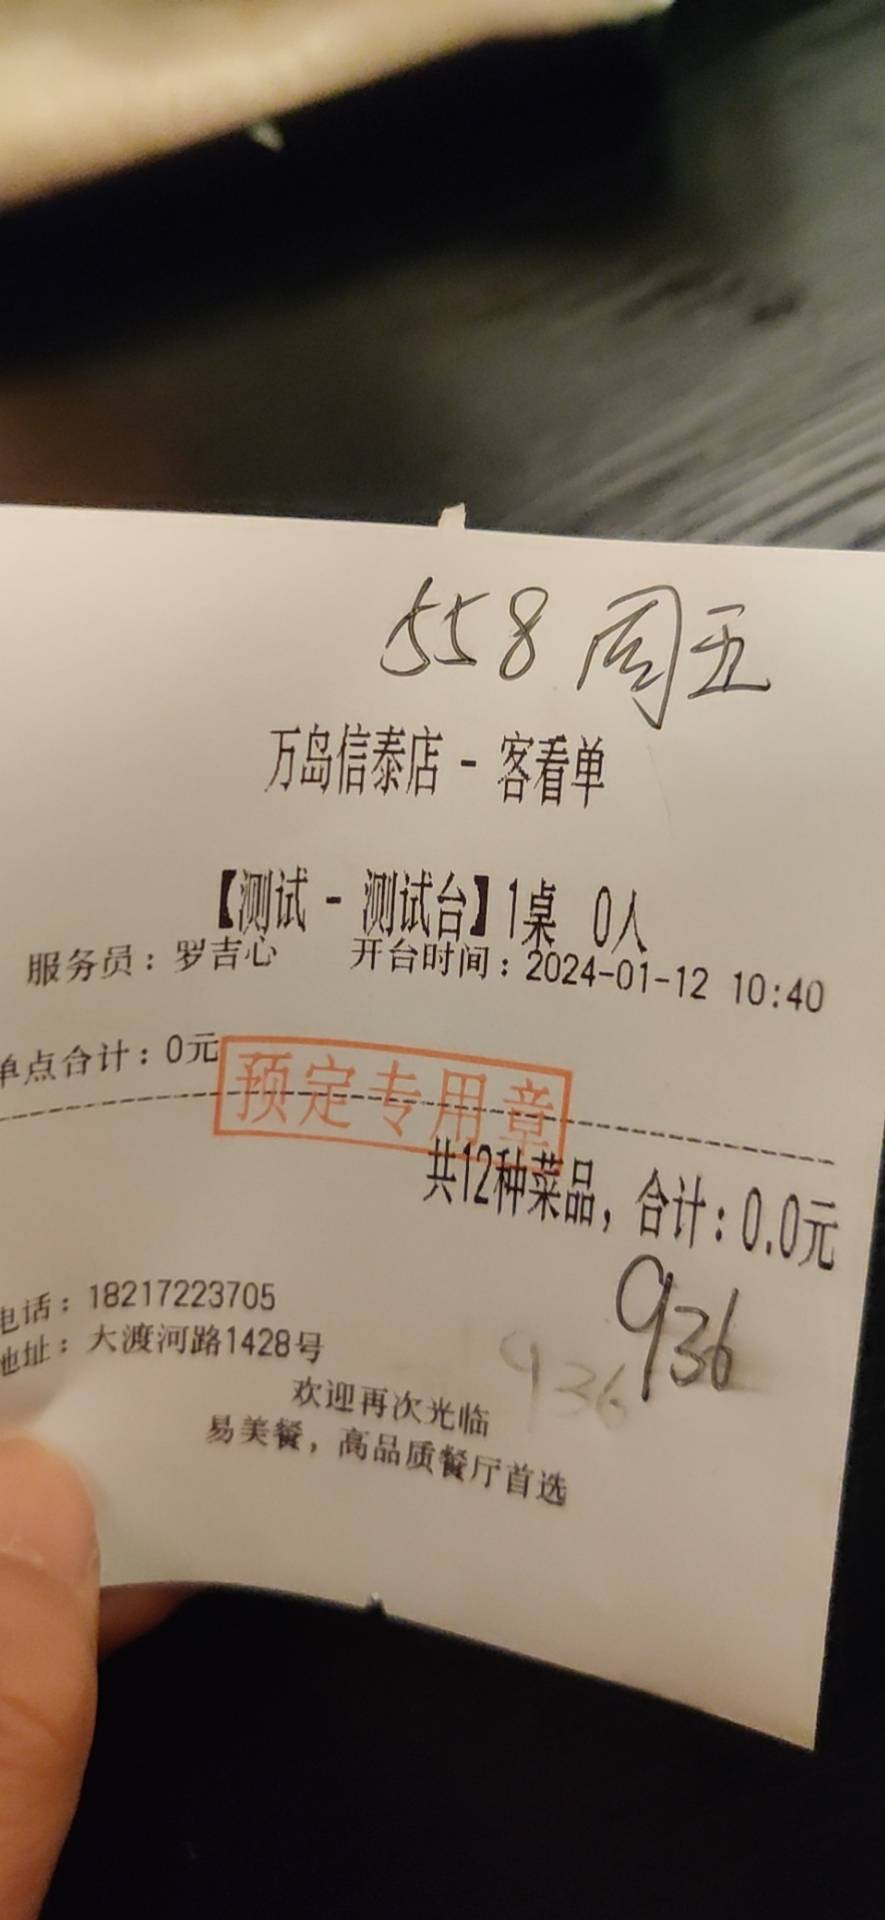 558 周五
万岛信泰店 - 客看单
【测试 - 测试台】1桌 0人
服务员：罗吉心 开台时间：2024-01-12 10:40
单点合计：0元
预定专用章
共12种菜品，合计：0.0元
936
电话：18217223705
地址：大渡河路1428号
936
欢迎再次光临
易美餐，高品质餐厅首选